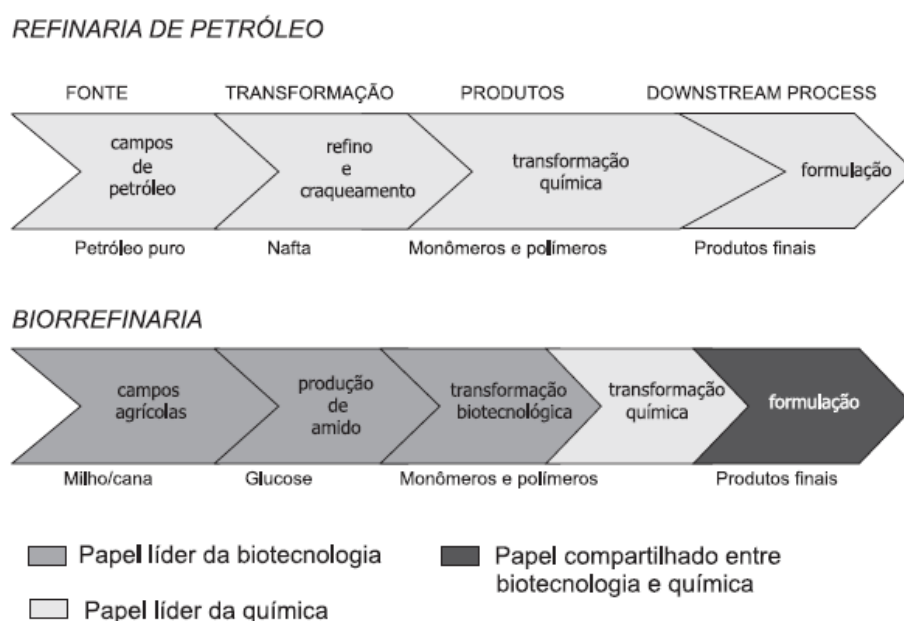 REFINARIA DE PETRÓLEO
FONTE TRANSFORMAÇÃO PRODUTOS DOWNSTREAM PROCESS
campos
de
petróleo
refino
e
craqueamento
transformação
química
formulação
Petróleo puro Nafta Monômeros e polímeros Produtos finais
BIORREFINARIA
campos
agrícolas
produção
de
amido
transformação
biotecnológica
transformação
química
formulação
Milho/cana Glucose Monômeros e polímeros Produtos finais
Papel líder da biotecnologia
Papel líder da química
Papel compartilhado entre
biotecnologia e química